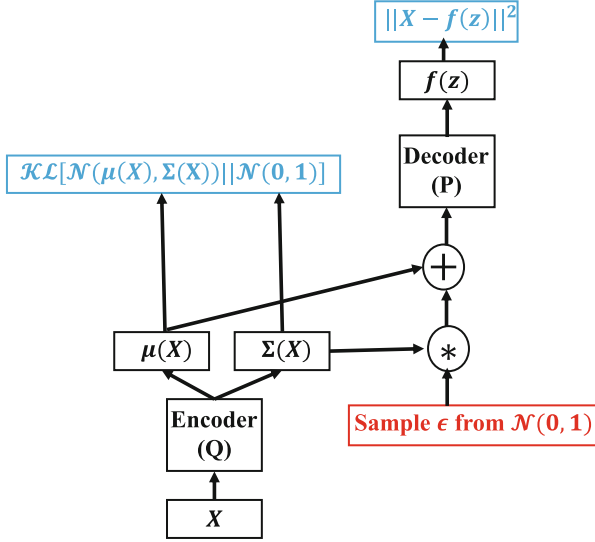 ||X − f(z)||²
f(z)
Decoder
(P)
𝒦ℒ[𝒩(μ(X), Σ(X))||𝒩(0, 1)]
+
μ(X)
Σ(X)
*
Encoder
(Q)
Sample ϵ from 𝒩(0, 1)
X